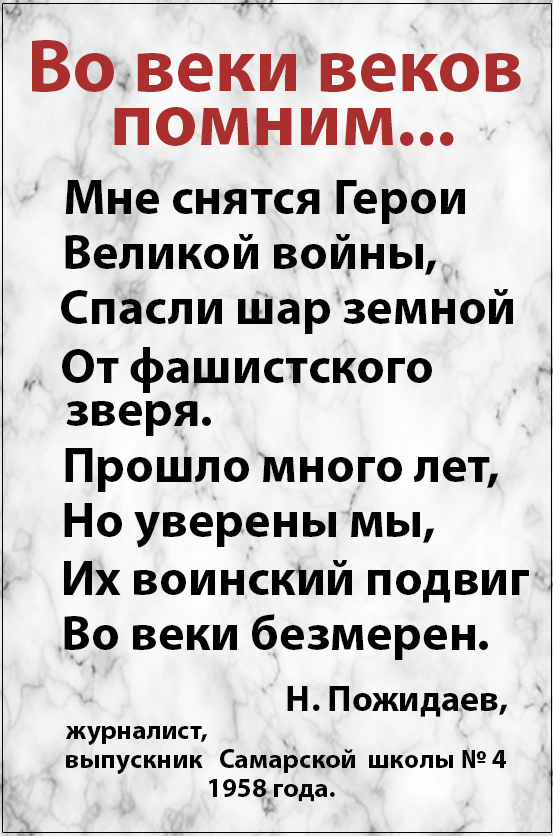 Во веки веков
помним...
Мне снятся Герои
Великой войны,
Спасли шар земной
От фашистского
зверя.
Прошло много лет,
Но уверены мы,
Их воинский подвиг
Во веки безмерен.
Н. Пожидаев,
журналист,
выпускник Самарской школы № 4
1958 года.